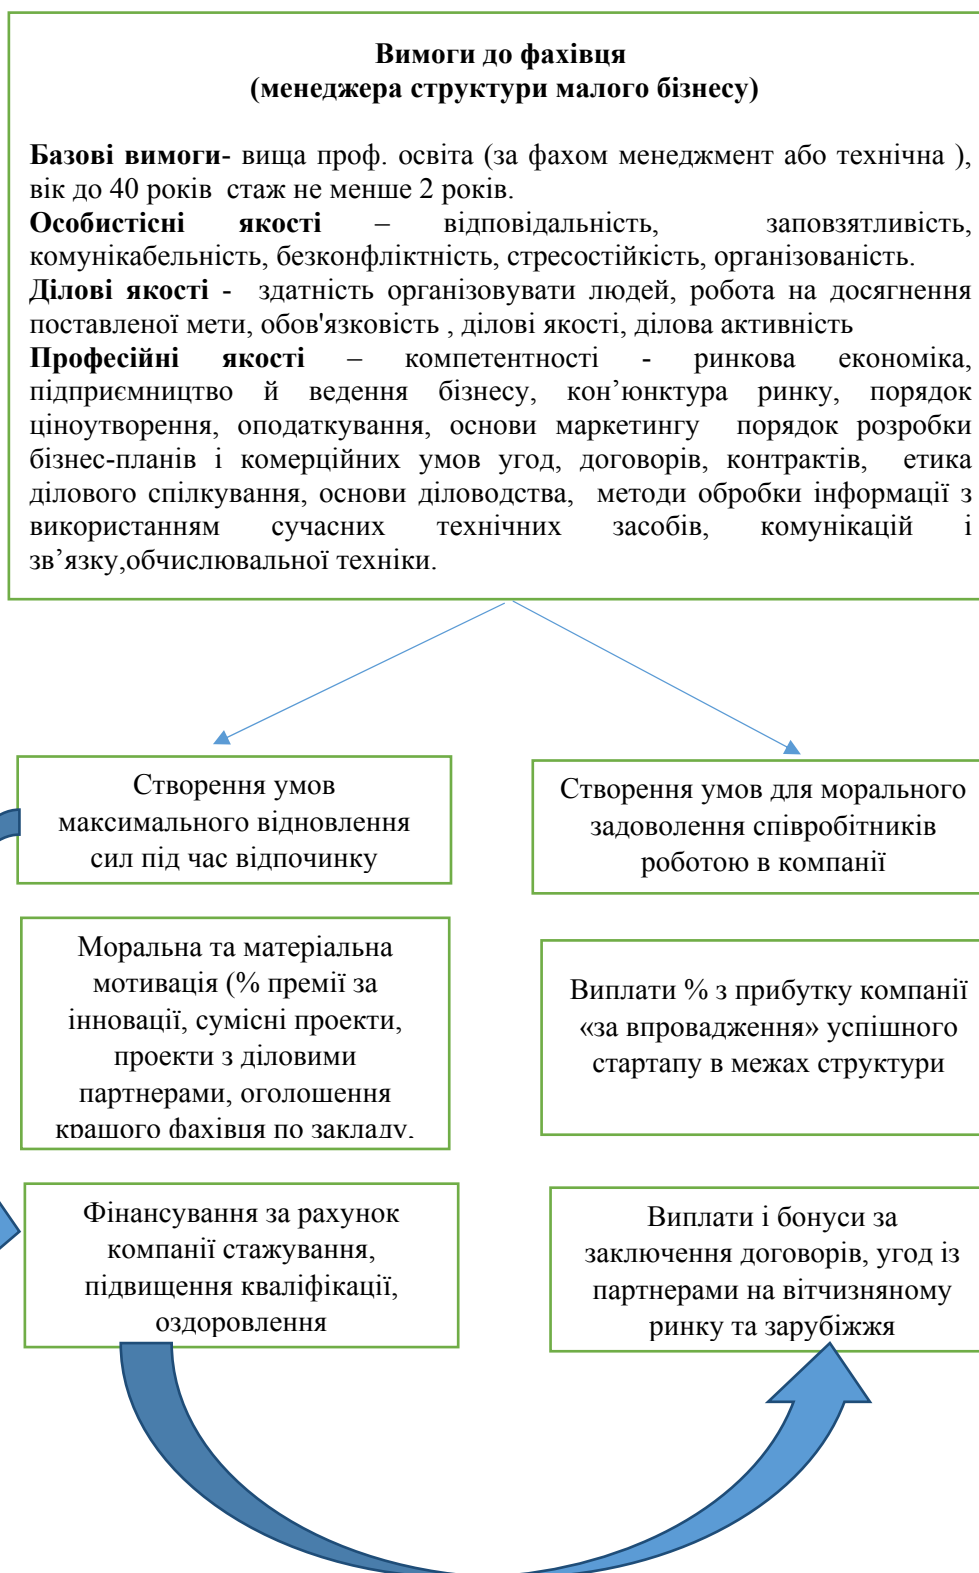 Вимоги до фахівця
(менеджера структури малого бізнесу)
Базові вимоги- вища проф. освіта (за фахом менеджмент або технічна ),
вік до 40 років стаж не менше 2 років.
Особистісні якості – відповідальність, заповзятливість,
комунікабельність, безконфліктність, стресостійкість, організованість.
Ділові якості - здатність організовувати людей, робота на досягнення
поставленої мети, обов'язковість , ділові якості, ділова активність
Професійні якості – компетентності - ринкова економіка,
підприємництво й ведення бізнесу, кон’юнктура ринку, порядок
ціноутворення, оподаткування, основи маркетингу порядок розробки
бізнес-планів і комерційних умов угод, договорів, контрактів, етика
ділового спілкування, основи діловодства, методи обробки інформації з
використанням сучасних технічних засобів, комунікацій і
зв’язку,обчислювальної техніки.
Створення умов
максимального відновлення
сил під час відпочинку
Створення умов для морального
задоволення співробітників
роботою в компанії
Моральна та матеріальна
мотивація (% премії за
інновації, сумісні проекти,
проекти з діловими
партнерами, оголошення
кращого фахівця по закладу,
Виплати % з прибутку компанії
«за впровадження» успішного
стартапу в межах структури
Фінансування за рахунок
компанії стажування,
підвищення кваліфікації,
оздоровлення
Виплати і бонуси за
заключення договорів, угод із
партнерами на вітчизняному
ринку та зарубіжжя